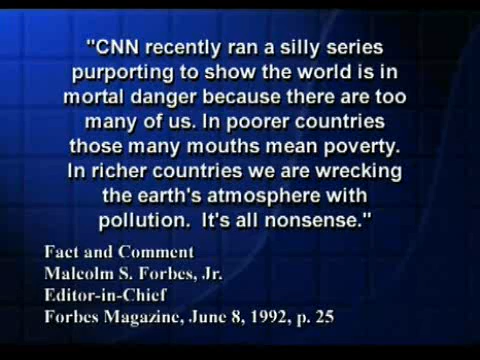 "CNN recently ran a silly series
purporting to show the world is in
mortal danger because there are too
many of us. In poorer countries
those many mouths mean poverty.
In richer countries we are wrecking
the earth's atmosphere with
pollution. It's all nonsense."
Fact and Comment
Malcolm S. Forbes, Jr.
Editor-in-Chief
Forbes Magazine, June 8, 1992, p. 25